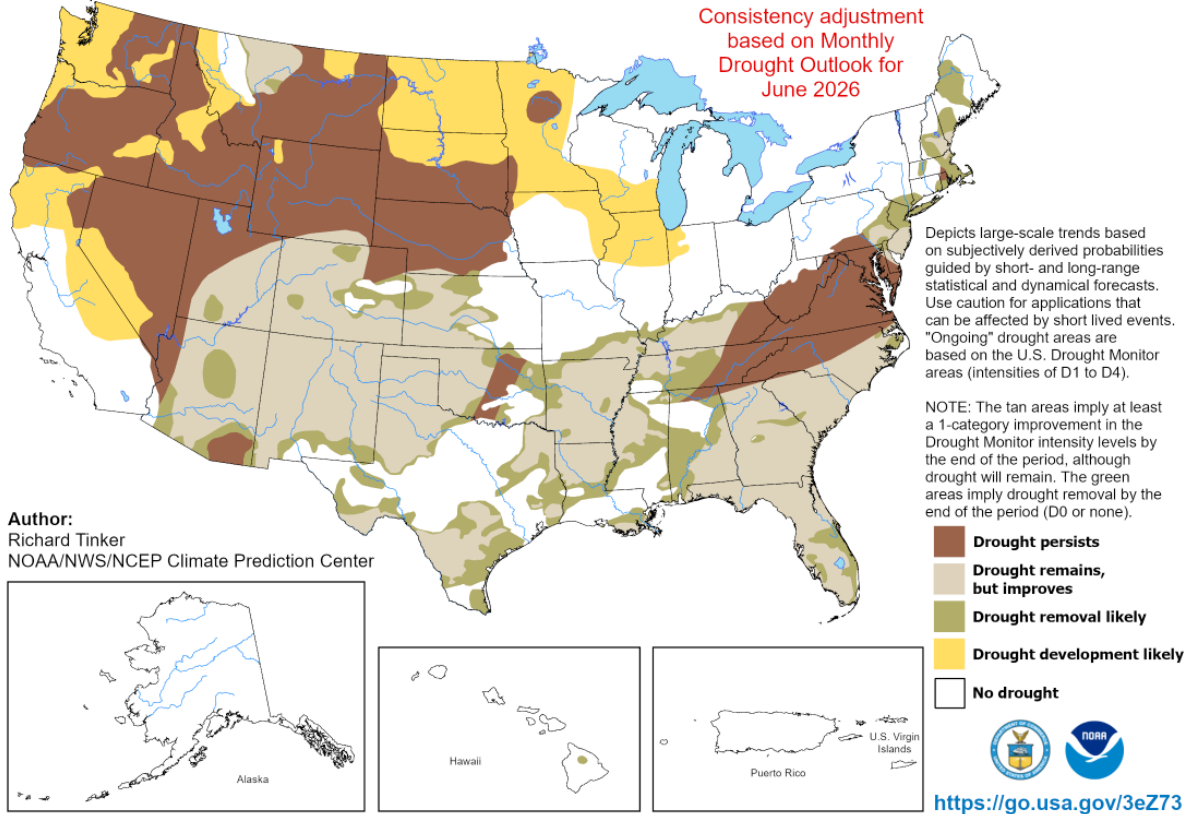 Consistency adjustment
based on Monthly
Drought Outlook for
June 2026
Depicts large-scale trends based
on subjectively derived probabilities
guided by short- and long-range
statistical and dynamical forecasts.
Use caution for applications that
can be affected by short lived events.
"Ongoing" drought areas are
based on the U.S. Drought Monitor
areas (intensities of D1 to D4).
NOTE: The tan areas imply at least
a 1-category improvement in the
Drought Monitor intensity levels by
the end of the period, although
drought will remain. The green
areas imply drought removal by the
end of the period (D0 or none).
Author:
Richard Tinker
NOAA/NWS/NCEP Climate Prediction Center
Drought persists
Drought remains,
but improves
Drought removal likely
Drought development likely
No drought
Alaska
Hawaii
Puerto Rico
U.S. Virgin
Islands
NOAA
https://go.usa.gov/3eZ73